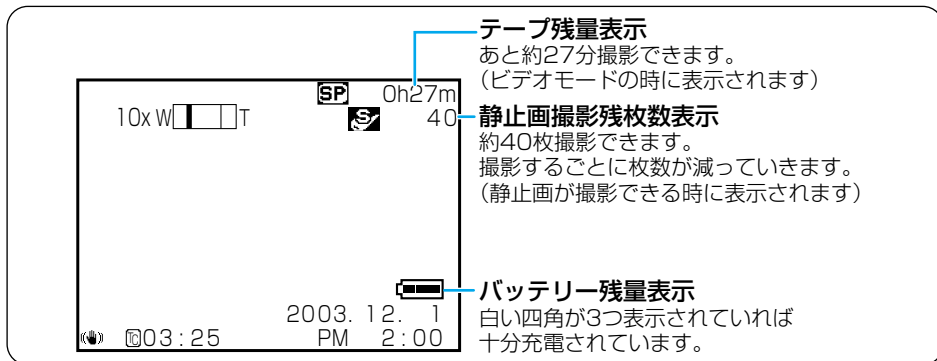 テープ残量表示
あと約27分撮影できます。
（ビデオモードの時に表示されます）
SP 0h27m
10x W T S 40
静止画撮影残枚数表示
約40枚撮影できます。
撮影するごとに枚数が減っていきます。
（静止画が撮影できる時に表示されます）
バッテリー残量表示
白い四角が3つ表示されていれば
十分充電されています。
2003. 12. 1
TC 03:25 PM 2:00